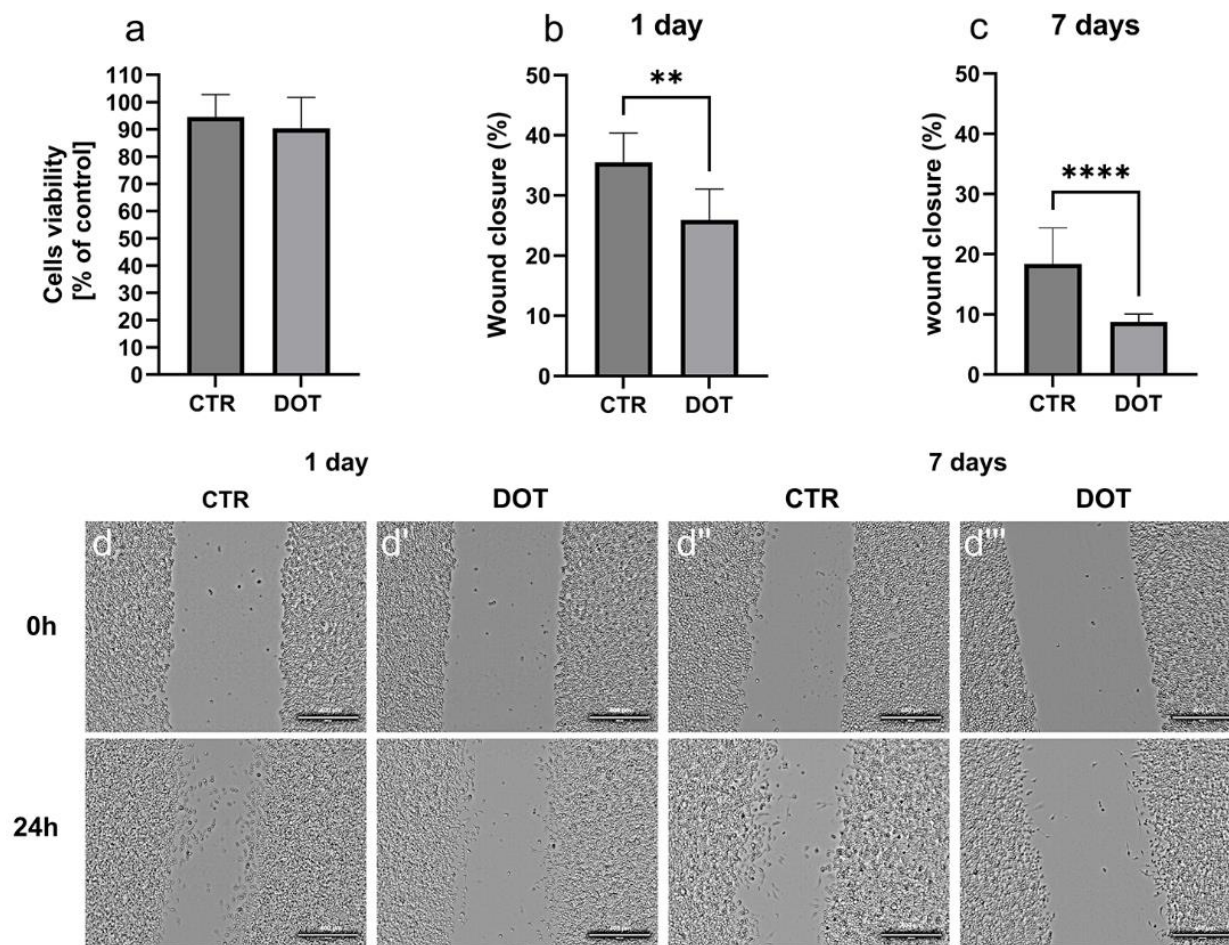 a
110
100
90
80
70
60
50
40
30
20
10
0
Cells viability
[% of control]
CTR DOT
b 1 day
50
40
30
20
10
0
Wound closure (%)
**
CTR DOT
c 7 days
50
40
30
20
10
0
wound closure (%)
****
CTR DOT
1 day 7 days
CTR DOT CTR DOT
0h
d d' d'' d'''
24h